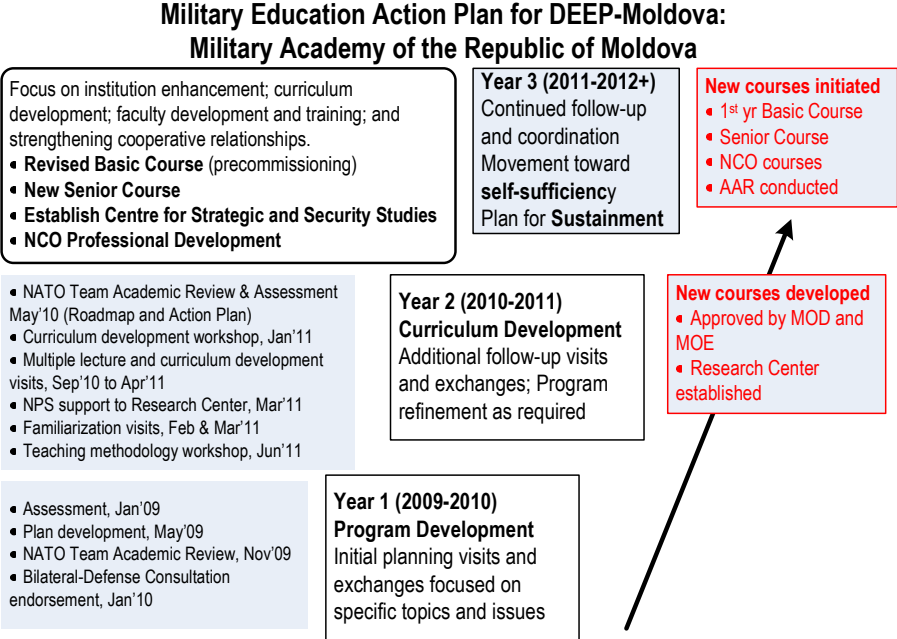 Military Education Action Plan for DEEP-Moldova:
Military Academy of the Republic of Moldova
Focus on institution enhancement; curriculum
development; faculty development and training; and
strengthening cooperative relationships.
• Revised Basic Course (precommissioning)
• New Senior Course
• Establish Centre for Strategic and Security Studies
• NCO Professional Development
Year 3 (2011-2012+)
Continued follow-up
and coordination
Movement toward
self-sufficiency
Plan for Sustainment
New courses initiated
• 1st yr Basic Course
• Senior Course
• NCO courses
• AAR conducted
• NATO Team Academic Review & Assessment
May'10 (Roadmap and Action Plan)
• Curriculum development workshop, Jan'11
• Multiple lecture and curriculum development
visits, Sep'10 to Apr'11
• NPS support to Research Center, Mar'11
• Familiarization visits, Feb & Mar'11
• Teaching methodology workshop, Jun'11
Year 2 (2010-2011)
Curriculum Development
Additional follow-up visits
and exchanges; Program
refinement as required
New courses developed
• Approved by MOD and
MOE
• Research Center
established
• Assessment, Jan'09
• Plan development, May'09
• NATO Team Academic Review, Nov'09
• Bilateral-Defense Consultation
endorsement, Jan'10
Year 1 (2009-2010)
Program Development
Initial planning visits and
exchanges focused on
specific topics and issues